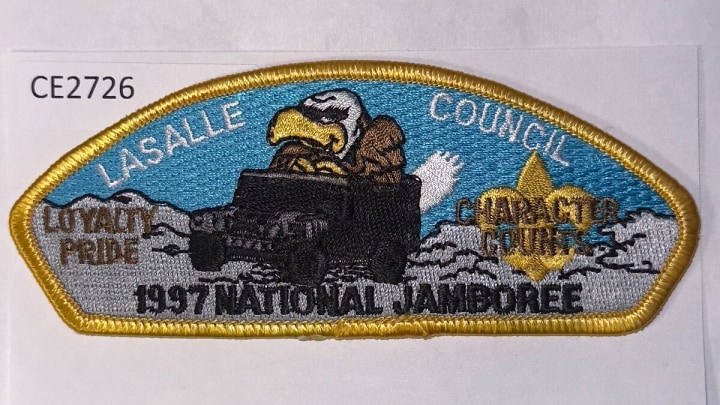 CE2726
LASALLE COUNCIL
LOYALTY
PRIDE
CHARACTER
COUNTS
1997 NATIONAL JAMBOREE